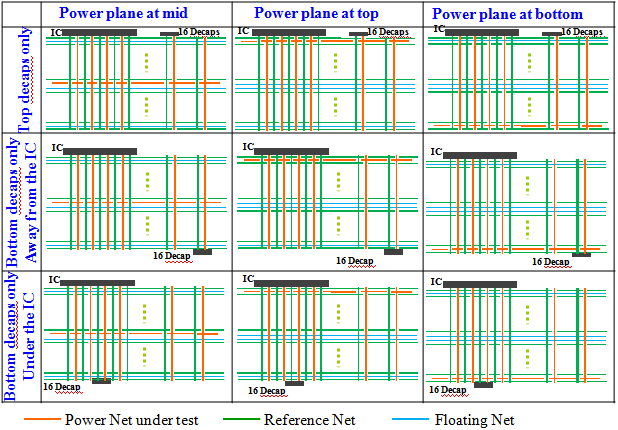 Power plane at mid
Power plane at top
Power plane at bottom
Top decaps only
IC
16 Decaps
IC
16 Decaps
IC
16 Decaps
Bottom decaps only
Away from the IC
IC
16 Decap
IC
16 Decap
IC
16 Decap
Bottom decaps only
Under the IC
IC
16 Decap
IC
16 Decap
IC
16 Decap
Power Net under test
Reference Net
Floating Net